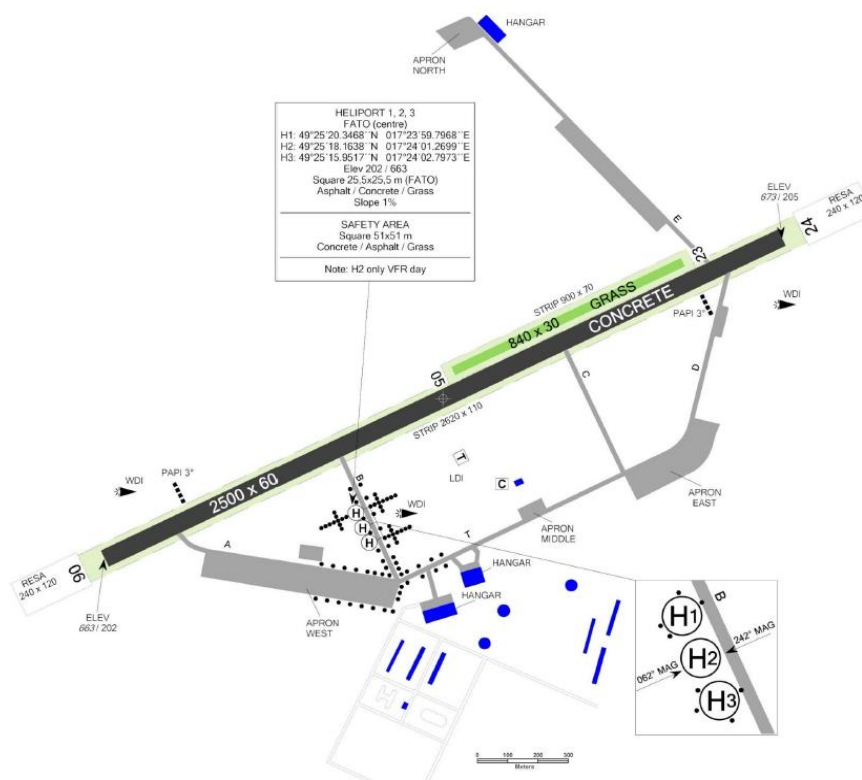 HANGAR
APRON
NORTH
HELIPORT 1, 2, 3
FATO (centre)
H1: 49°25´20.3468´´N 017°23´59.7968´´E
H2: 49°25´18.1638´´N 017°24´01.2699´´E
H3: 49°25´15.9517´´N 017°24´02.7973´´E
Elev 202 / 663
Square 25,5x25,5 m (FATO)
Asphalt / Concrete / Grass
Slope 1%
SAFETY AREA
Square 51x51 m
Concrete / Asphalt / Grass
Note: H2 only VFR day
ELEV
673 / 205
RESA
240 x 120
24
E
23
STRIP 900 x 70
840 x 30 GRASS
CONCRETE
PAPI 3°
WDI
05
C
D
STRIP 2620 x 110
2500 x 60
PAPI 3°
WDI
B
T
LDI
C
WDI
H
H
H
APRON
EAST
APRON
MIDDLE
T
A
06
RESA
240 x 120
ELEV
663 / 202
APRON
WEST
HANGAR
HANGAR
B
H1
242° MAG
H2
062° MAG
H3
0 100 200 300
Meters